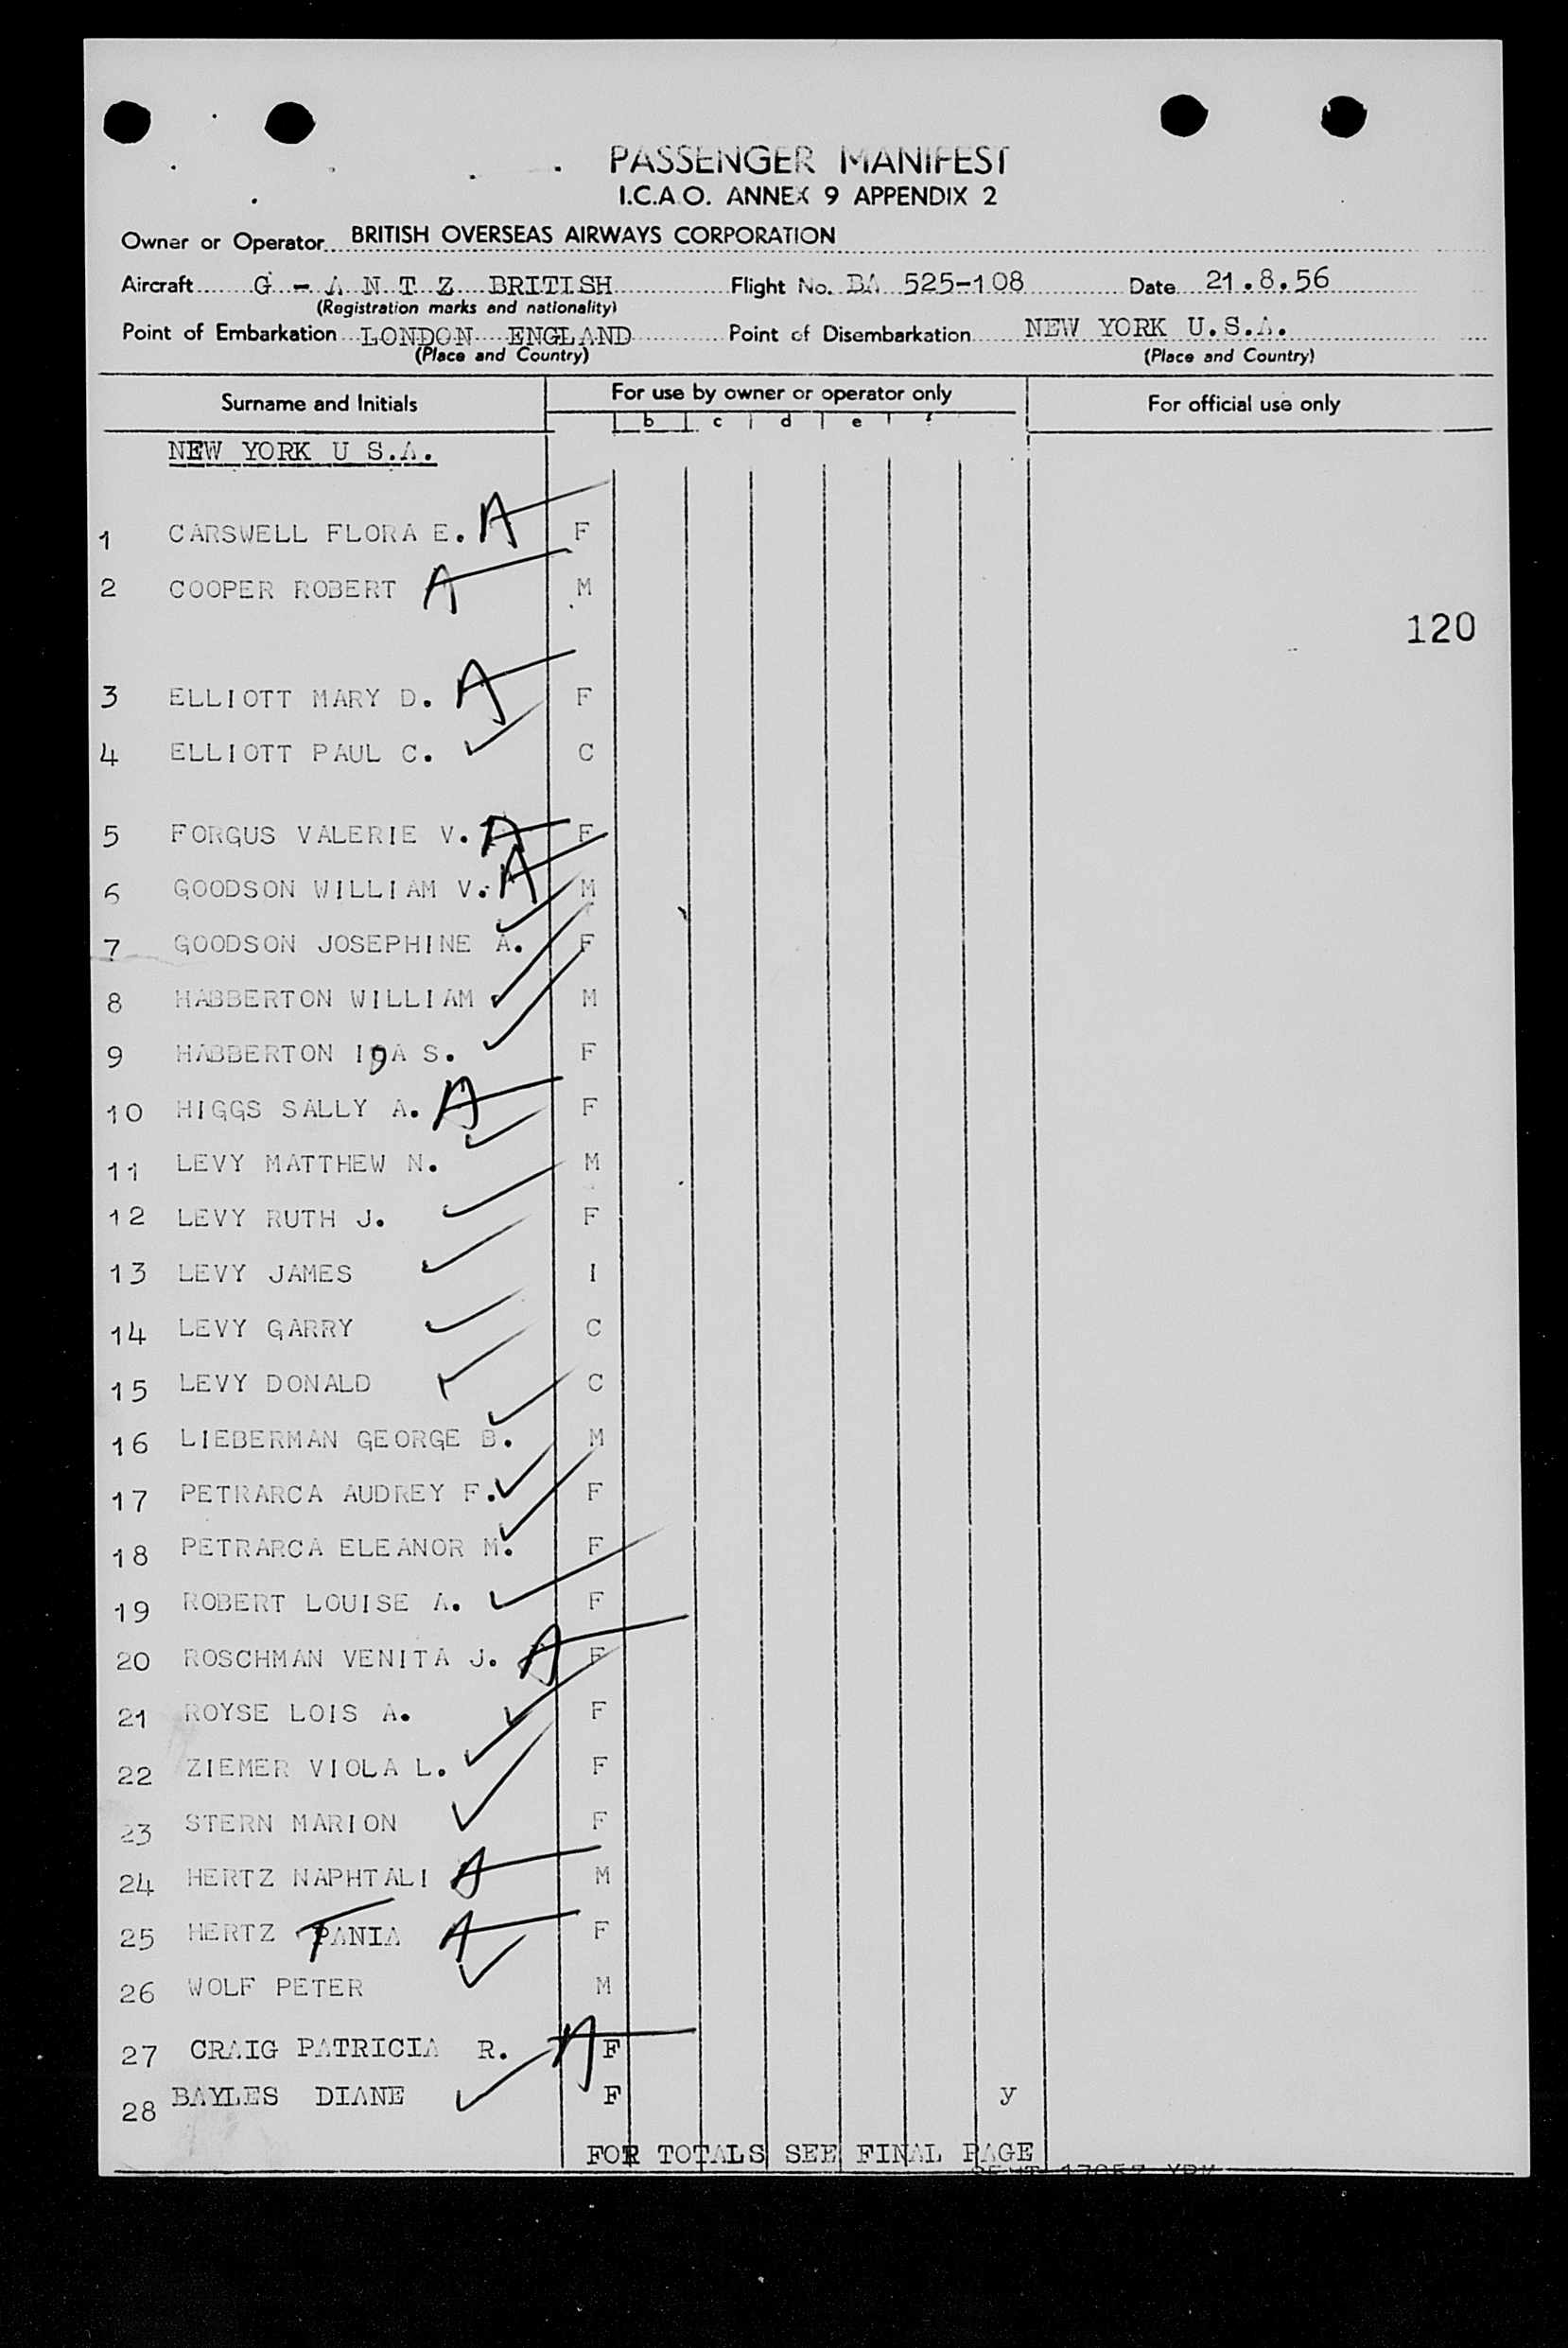 PASSENGER MANIFEST
I.C.A.O. ANNEX 9 APPENDIX 2
Owner or Operator BRITISH OVERSEAS AIRWAYS CORPORATION
Aircraft G - A N T Z BRITISH Flight No. BA 525-108 Date 21.8.56
(Registration marks and nationality)
Point of Embarkation LONDON ENGLAND Point of Disembarkation NEW YORK U.S.A.
(Place and Country) (Place and Country)
Surname and Initials For use by owner or operator only For official use only
b c d e f
NEW YORK U S.A.
1 CARSWELL FLORA E. A F
2 COOPER ROBERT A M
120
3 ELLIOTT MARY D. A F
4 ELLIOTT PAUL C. ✓ C
5 FORGUS VALERIE V. A F
6 GOODSON WILLIAM V. A M
7 GOODSON JOSEPHINE A. ✓ F
8 HABBERTON WILLIAM ✓ M
9 HABBERTON IDA S. ✓ F
10 HIGGS SALLY A. A F
11 LEVY MATTHEW N. ✓ M
12 LEVY RUTH J. ✓ F
13 LEVY JAMES ✓ I
14 LEVY GARRY ✓ C
15 LEVY DONALD ✓ C
16 LIEBERMAN GEORGE B. ✓ M
17 PETRARCA AUDREY F. ✓ F
18 PETRARCA ELEANOR M. ✓ F
19 ROBERT LOUISE A. ✓ F
20 ROSCHMAN VENITA J. A F
21 ROYSE LOIS A. ✓ F
22 ZIEMER VIOLA L. ✓ F
23 STERN MARION ✓ F
24 HERTZ NAPHTALI A M
25 HERTZ TANIA A F
26 WOLF PETER ✓ M
27 CRAIG PATRICIA R. A F
28 BAYLES DIANE ✓ F y
FOR TOTALS SEE FINAL PAGE